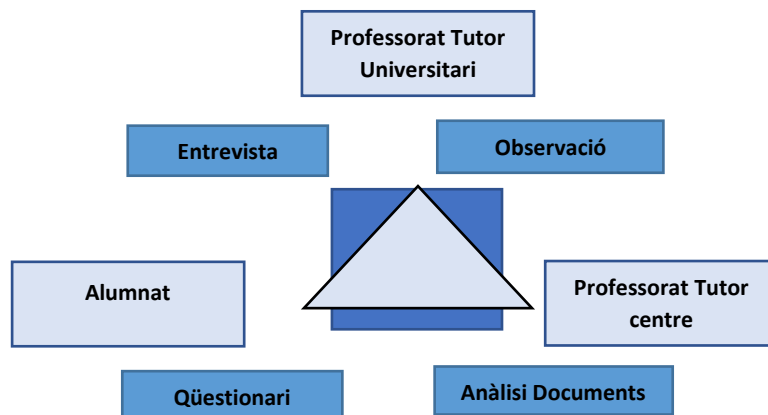 Professorat Tutor
Universitari
Entrevista
Observació
Alumnat
Professorat Tutor
centre
Qüestionari
Anàlisi Documents